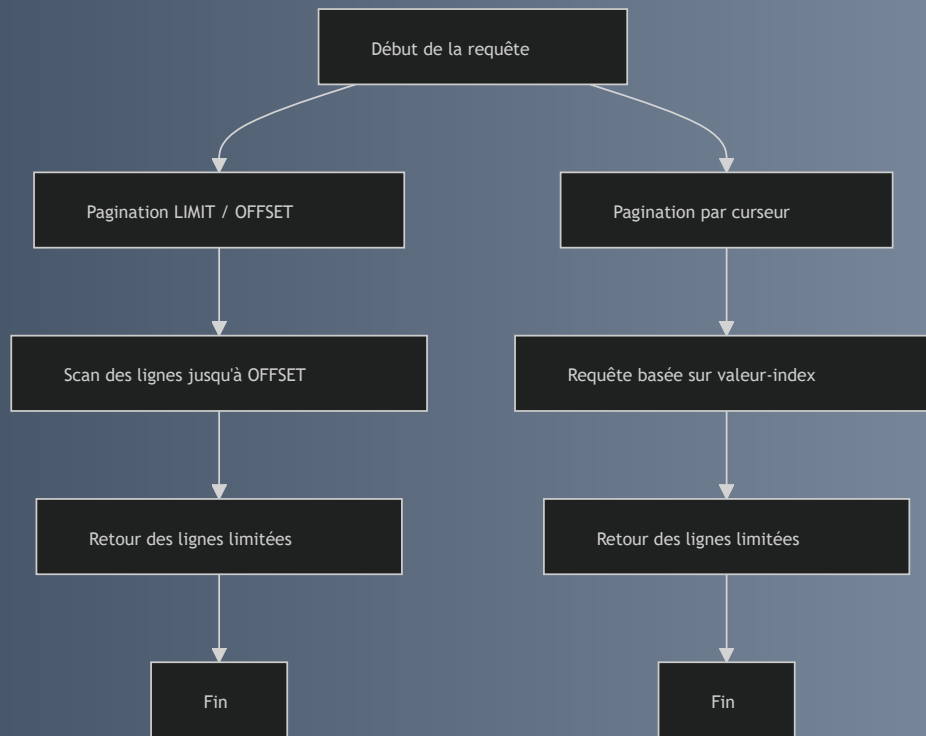 Début de la requête
Pagination LIMIT / OFFSET
Pagination par curseur
Scan des lignes jusqu'à OFFSET
Requête basée sur valeur-index
Retour des lignes limitées
Retour des lignes limitées
Fin
Fin